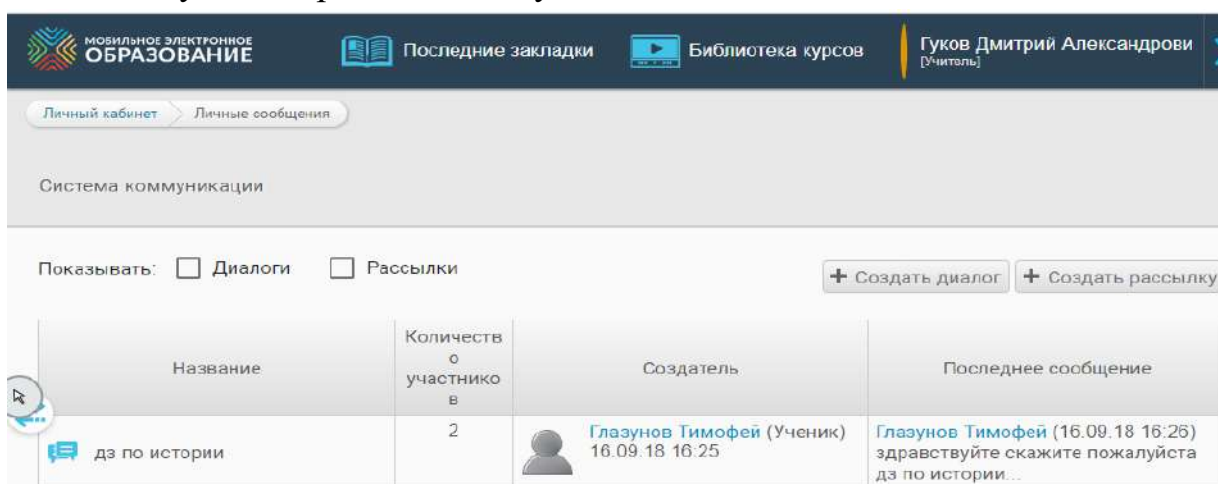 МОБИЛЬНОЕ ЭЛЕКТРОННОЕ
ОБРАЗОВАНИЕ
Последние закладки
Библиотека курсов
Гуков Дмитрий Александрови
[Учитель]
Личный кабинет
Личные сообщения
Система коммуникации
Показывать:
Диалоги
Рассылки
+ Создать диалог
+ Создать рассылку
Название
Количеств
о
участнико
в
Создатель
Последнее сообщение
дз по истории
2
Глазунов Тимофей (Ученик)
16.09.18 16:25
Глазунов Тимофей (16.09.18 16:26)
здравствуйте скажите пожалуйста
дз по истории...